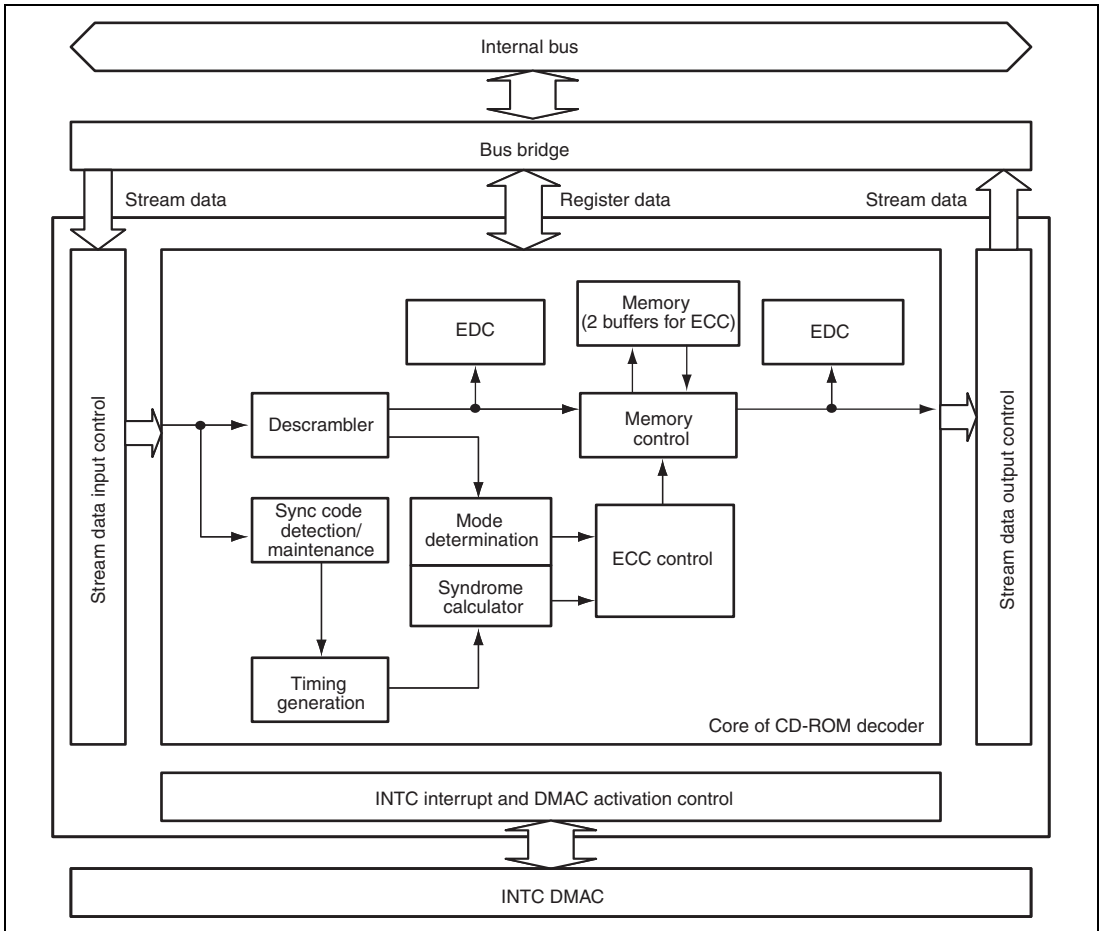 Internal bus
Bus bridge
Stream data
Register data
Stream data
Stream data input control
EDC
Memory
(2 buffers for ECC)
EDC
Descrambler
Memory
control
Sync code
detection/
maintenance
Mode
determination
ECC control
Syndrome
calculator
Timing
generation
Core of CD-ROM decoder
Stream data output control
INTC interrupt and DMAC activation control
INTC DMAC